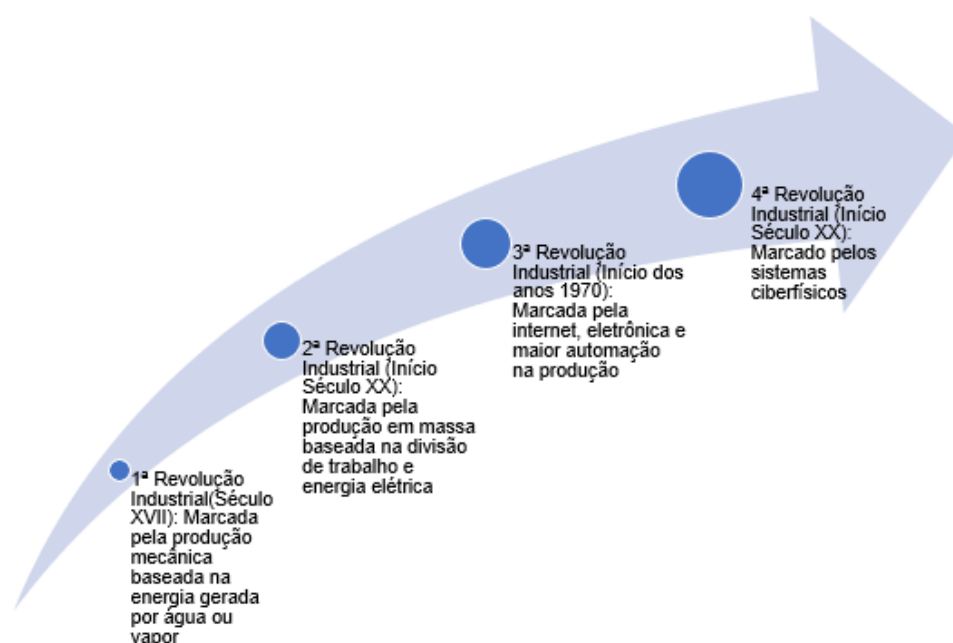 1ª Revolução
Industrial(Século
XVII): Marcada
pela produção
mecânica
baseada na
energia gerada
por água ou
vapor
2ª Revolução
Industrial (Início
Século XX):
Marcada pela
produção em massa
baseada na divisão
de trabalho e
energia elétrica
3ª Revolução
Industrial (Início dos
anos 1970):
Marcada pela
internet, eletrônica e
maior automação
na produção
4ª Revolução
Industrial (Início
Século XX):
Marcado pelos
sistemas
ciberfísicos